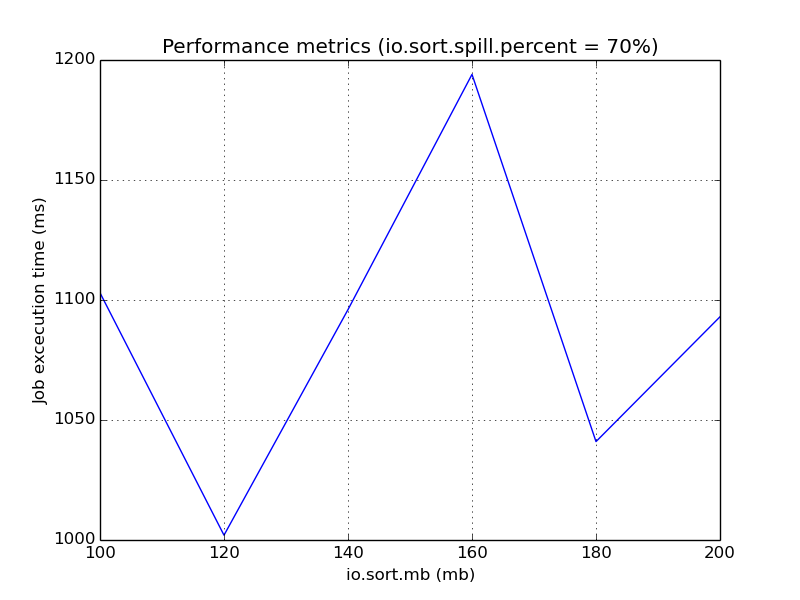 Performance metrics (io.sort.spill.percent = 70%)
1200
1150
1100
1050
1000
Job excecution time (ms)
100 120 140 160 180 200
io.sort.mb (mb)